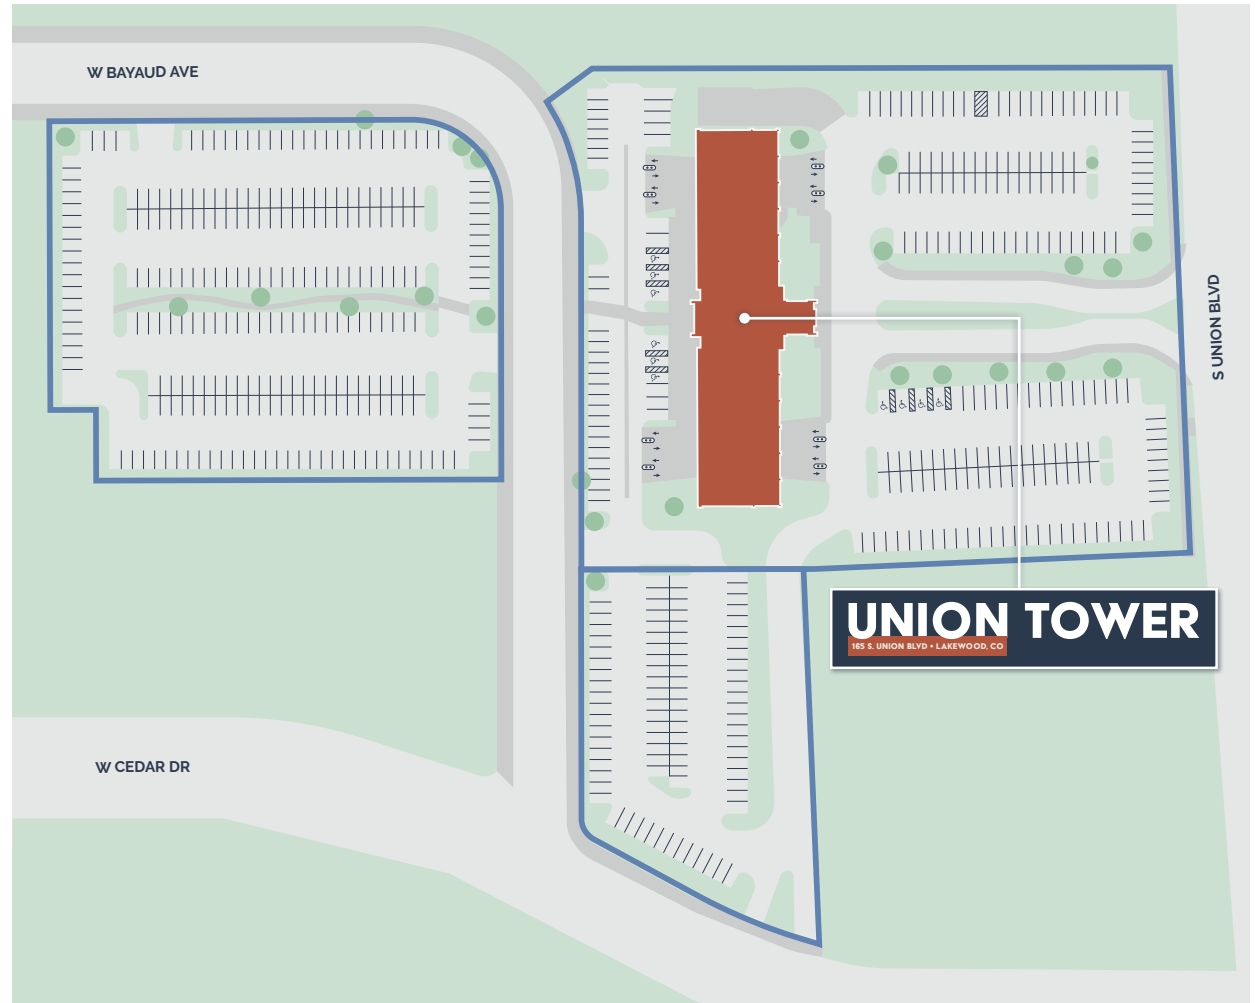 W BAYAUD AVE
S UNION BLVD
UNION TOWER
165 S. UNION BLVD • LAKEWOOD, CO
W CEDAR DR